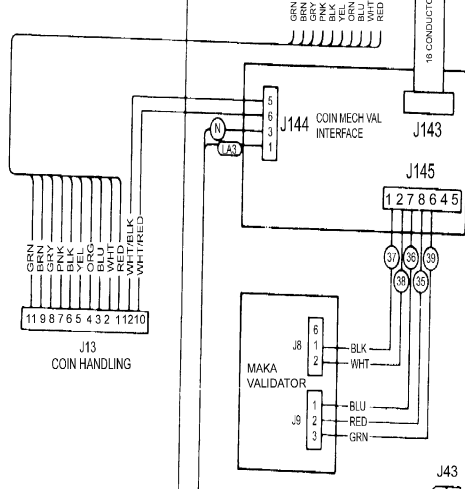 GRN BRN GRY PNK BLK YEL ORN BLU WHT RED
16 CONDUCTO
5
6
3
1
J144
COIN MECH VAL
INTERFACE
J143
N
LA3
J145
1 2 7 8 6 4 5
37 36 39
38 35
GRN BRN GRY PNK BLK YEL ORG BLU WHT RED WHT/BLK WHT/RED
11 9 8 7 6 5 4 3 2 1 12 10
J13
COIN HANDLING
MAKA
VALIDATOR
J8
6
1 BLK
2 WHT
J9
1 BLU
2 RED
3 GRN
J43